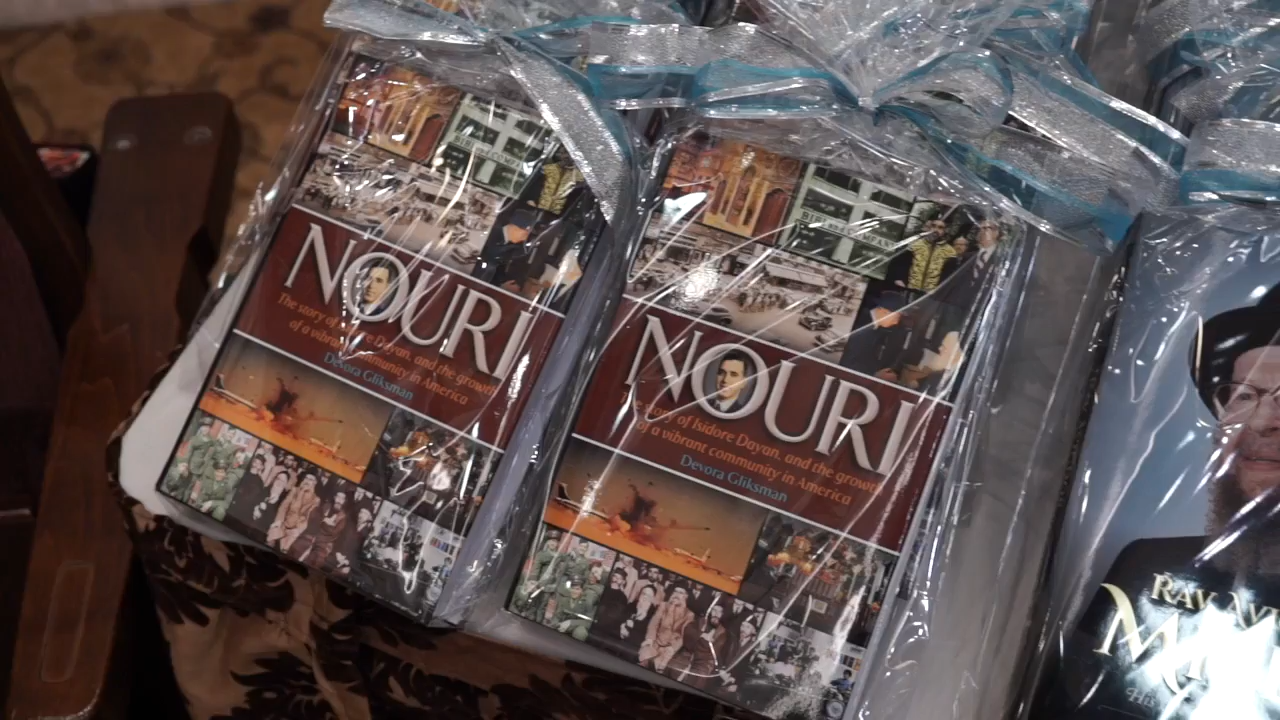 NOURI
The story of Isidore Dayan, and the growth
of a vibrant community in America
Devora Gliksman
NOURI
The story of Isidore Dayan, and the growth
of a vibrant community in America
Devora Gliksman
RAV